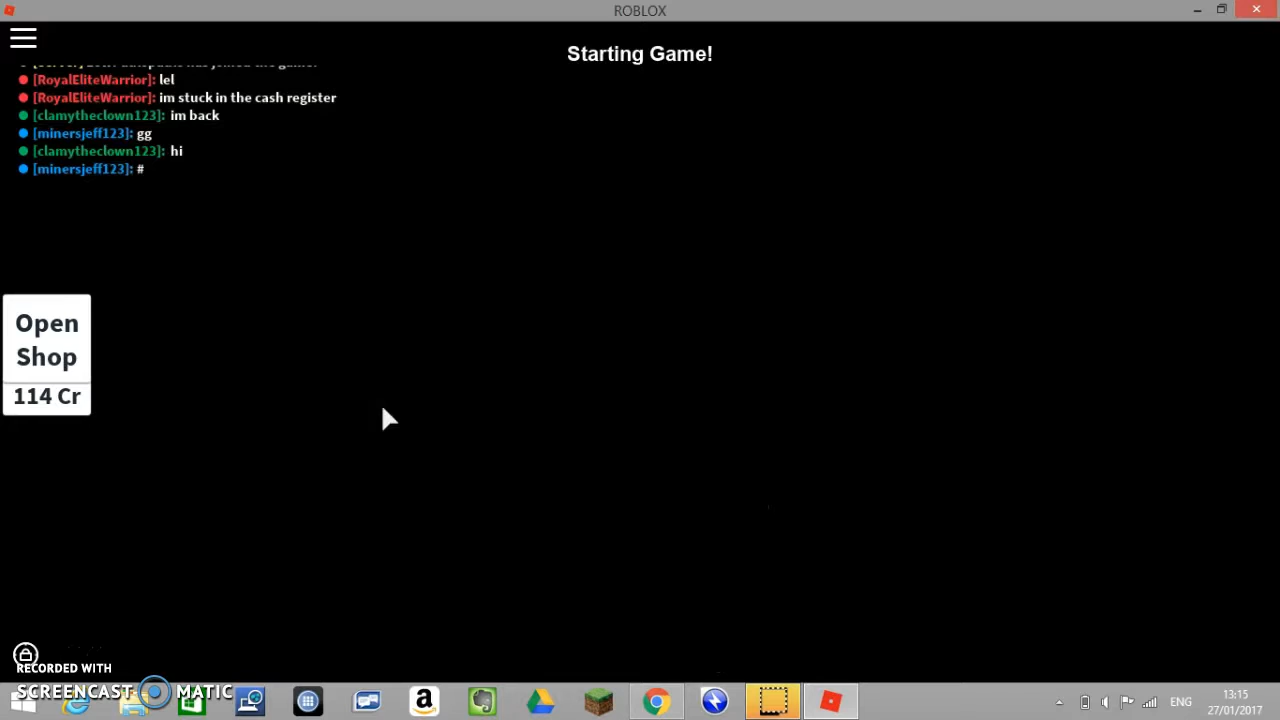 ROBLOX
Starting Game!
[RoyalEliteWarrior]: lel
[RoyalEliteWarrior]: im stuck in the cash register
[clamytheclown123]: im back
[minersjeff123]: gg
[clamytheclown123]: hi
[minersjeff123]: #
Open
Shop
114 Cr
RECORDED WITH
SCREENCAST MATIC
ENG
13:15
27/01/2017